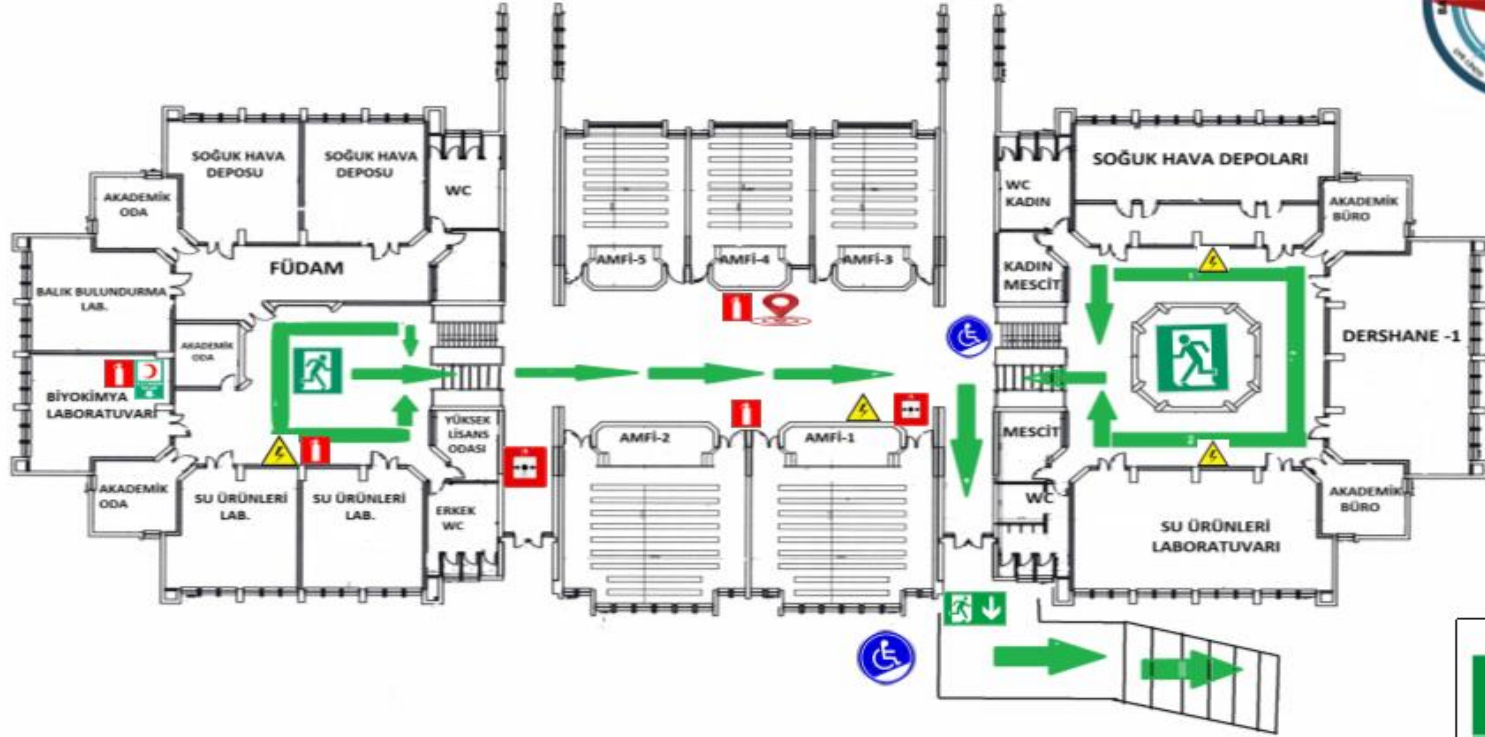 SOĞUK HAVA
DEPOSU
SOĞUK HAVA
DEPOSU
WC
AKADEMİK
ODA
FÜDAM
BALIK BULUNDURMA
LAB.
AKADEMİK
ODA
BİYOKİMYA
LABORATUVARI
AKADEMİK
ODA
SU ÜRÜNLERİ
LAB.
SU ÜRÜNLERİ
LAB.
YÜKSEK
LİSANS
ODASI
ERKEK
WC
AMFİ-5
AMFİ-4
AMFİ-3
AMFİ-2
AMFİ-1
WC
KADIN
KADIN
MESCİT
MESCİT
WC
SOĞUK HAVA DEPOLARI
AKADEMİK
BÜRO
DERSHANE -1
AKADEMİK
BÜRO
SU ÜRÜNLERİ
LABORATUVARI